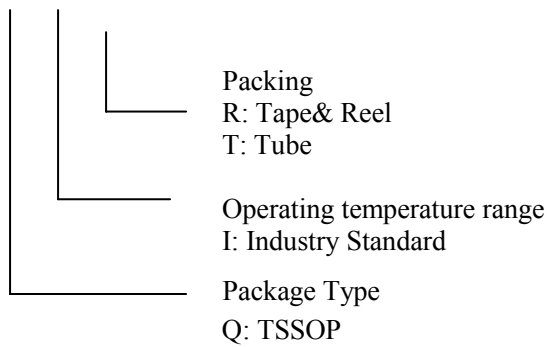 Packing
R: Tape& Reel
T: Tube
Operating temperature range
I: Industry Standard
Package Type
Q: TSSOP